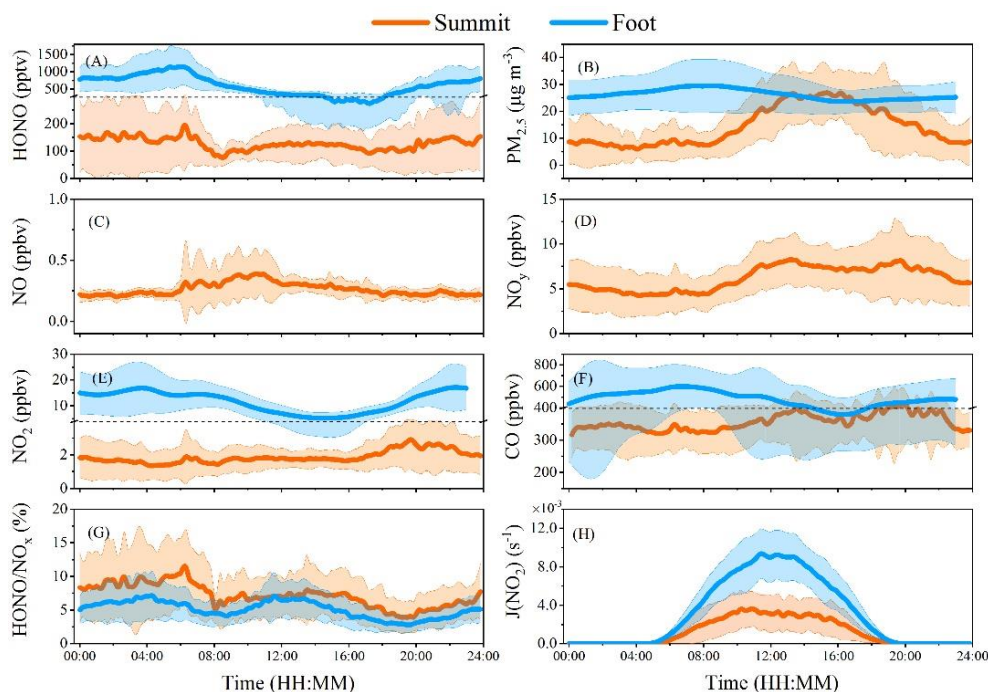 Summit Foot
(A)
HONO (pptv)
1500
1000
500
200
100
0
(B)
PM2.5 (µg m-3)
40
30
20
10
0
(C)
NO (ppbv)
1.0
0.5
0.0
(D)
NOy (ppbv)
15
10
5
0
(E)
NO2 (ppbv)
30
20
10
2
0
(F)
CO (ppbv)
800
600
400
300
200
(G)
HONO/NOx (%)
20
15
10
5
0
00:00 04:00 08:00 12:00 16:00 20:00 24:00
Time (HH:MM)
(H)
J(NO2) (s-1)
×10-3
12.0
8.0
4.0
0.0
00:00 04:00 08:00 12:00 16:00 20:00 24:00
Time (HH:MM)